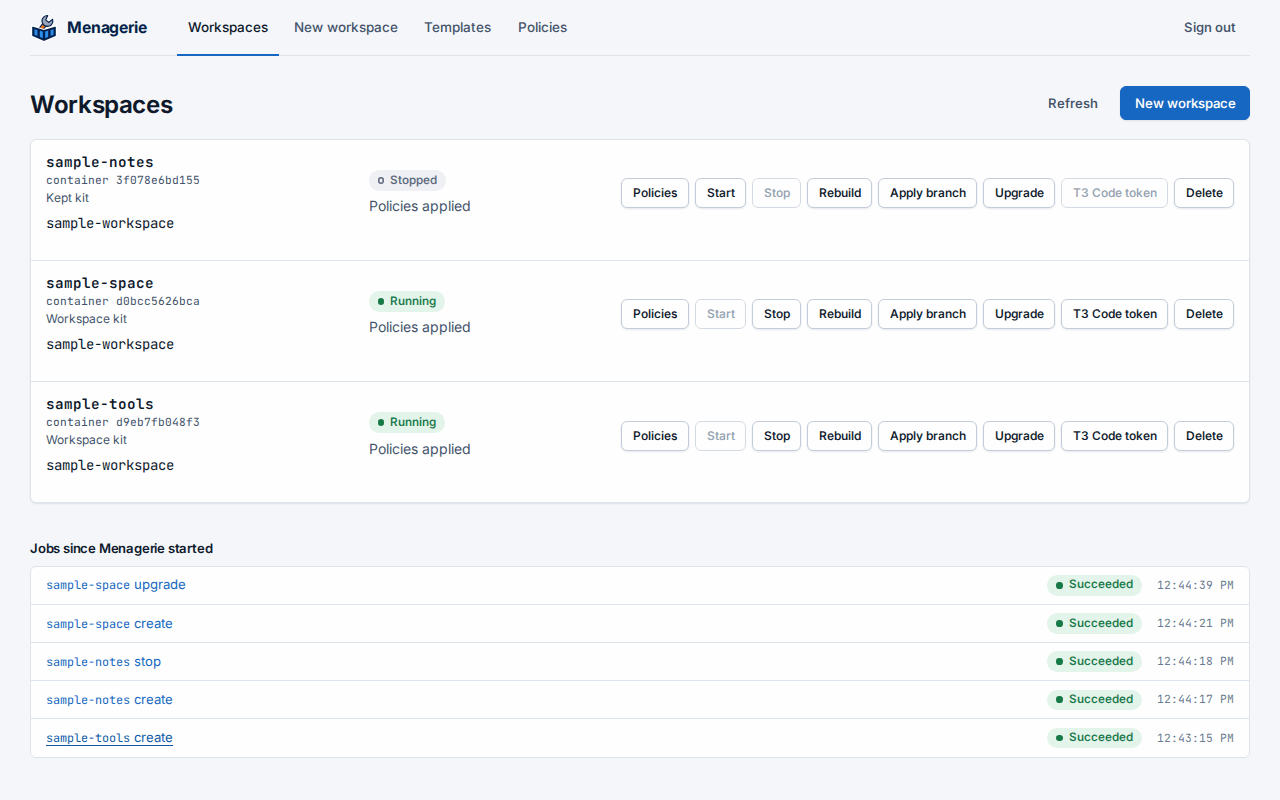 Menagerie Workspaces New workspace Templates Policies Sign out
Workspaces Refresh New workspace
sample-notes
container 3f078e6bd155
Kept kit
sample-workspace
Stopped
Policies applied
Policies Start Stop Rebuild Apply branch Upgrade T3 Code token Delete
sample-space
container d0bcc5626bca
Workspace kit
sample-workspace
Running
Policies applied
Policies Start Stop Rebuild Apply branch Upgrade T3 Code token Delete
sample-tools
container d9eb7fb048f3
Workspace kit
sample-workspace
Running
Policies applied
Policies Start Stop Rebuild Apply branch Upgrade T3 Code token Delete
Jobs since Menagerie started
sample-space upgrade Succeeded 12:44:39 PM
sample-space create Succeeded 12:44:21 PM
sample-notes stop Succeeded 12:44:18 PM
sample-notes create Succeeded 12:44:17 PM
sample-tools create Succeeded 12:43:15 PM